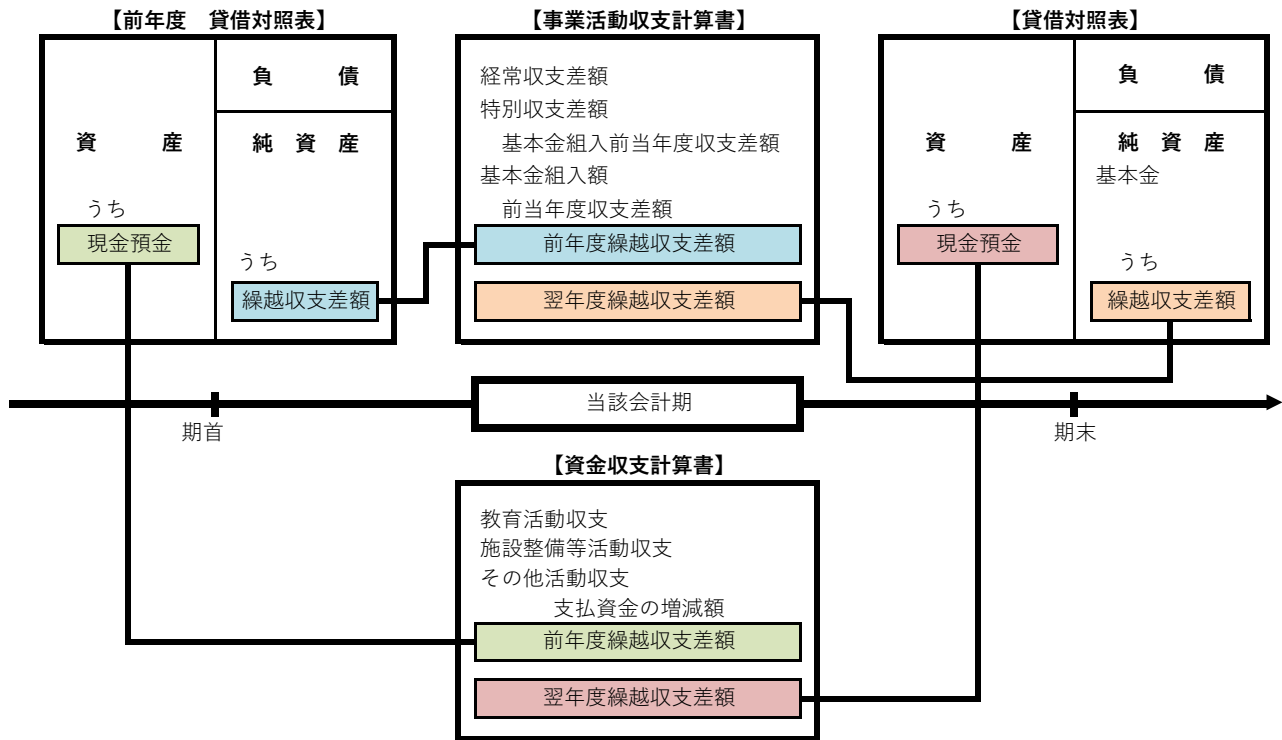 【前年度　貸借対照表】
負　債
資　産
純　資　産
うち
現金預金
うち
繰越収支差額
【事業活動収支計算書】
経常収支差額
特別収支差額
基本金組入前当年度収支差額
基本金組入額
前当年度収支差額
前年度繰越収支差額
翌年度繰越収支差額
【貸借対照表】
負　債
資　産
純　資　産
基本金
うち
現金預金
うち
繰越収支差額
当該会計期
期首
期末
【資金収支計算書】
教育活動収支
施設整備等活動収支
その他活動収支
支払資金の増減額
前年度繰越収支差額
翌年度繰越収支差額